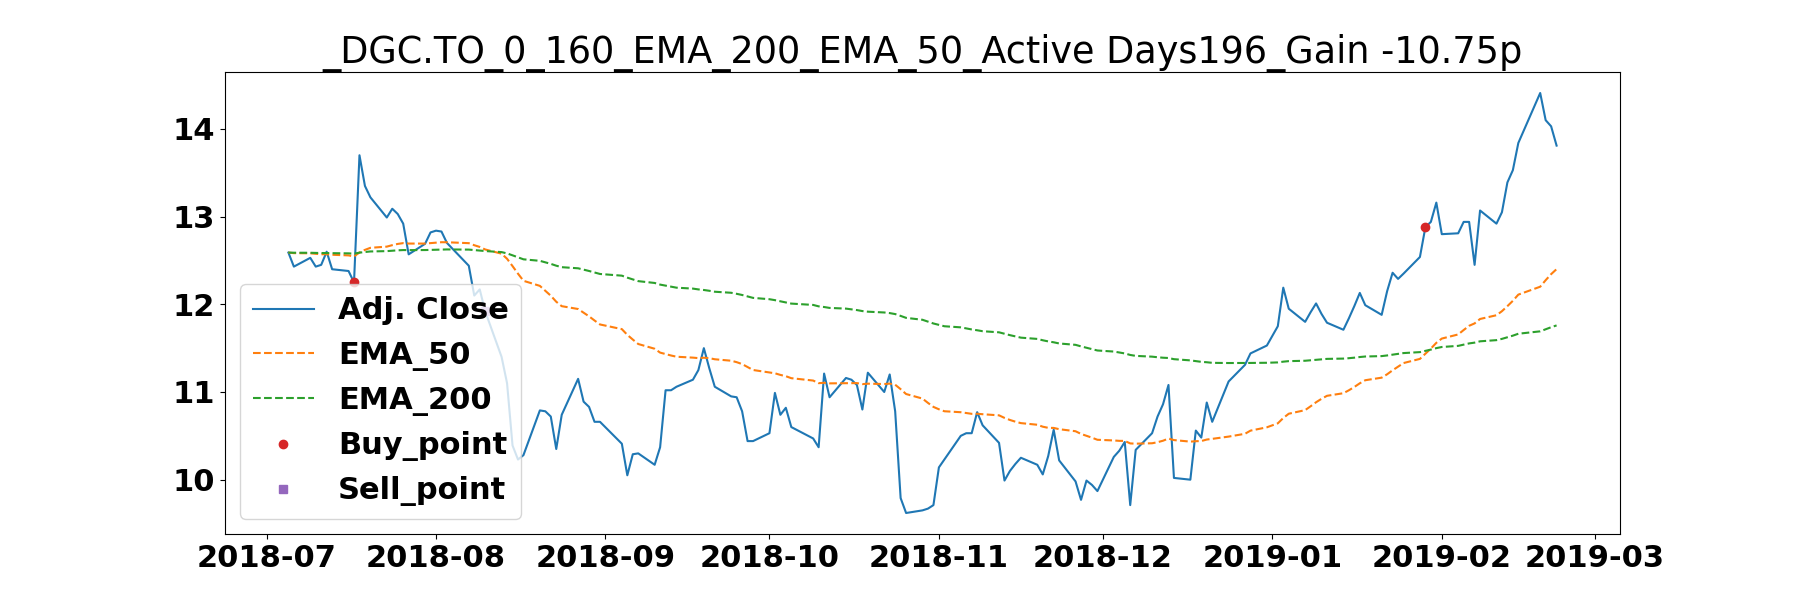 _DGC.TO_0_160_EMA_200_EMA_50_Active Days196_Gain -10.75p
14
13
12
11
10
Adj. Close
EMA_50
EMA_200
Buy_point
Sell_point
2018-07 2018-08 2018-09 2018-10 2018-11 2018-12 2019-01 2019-02 2019-03